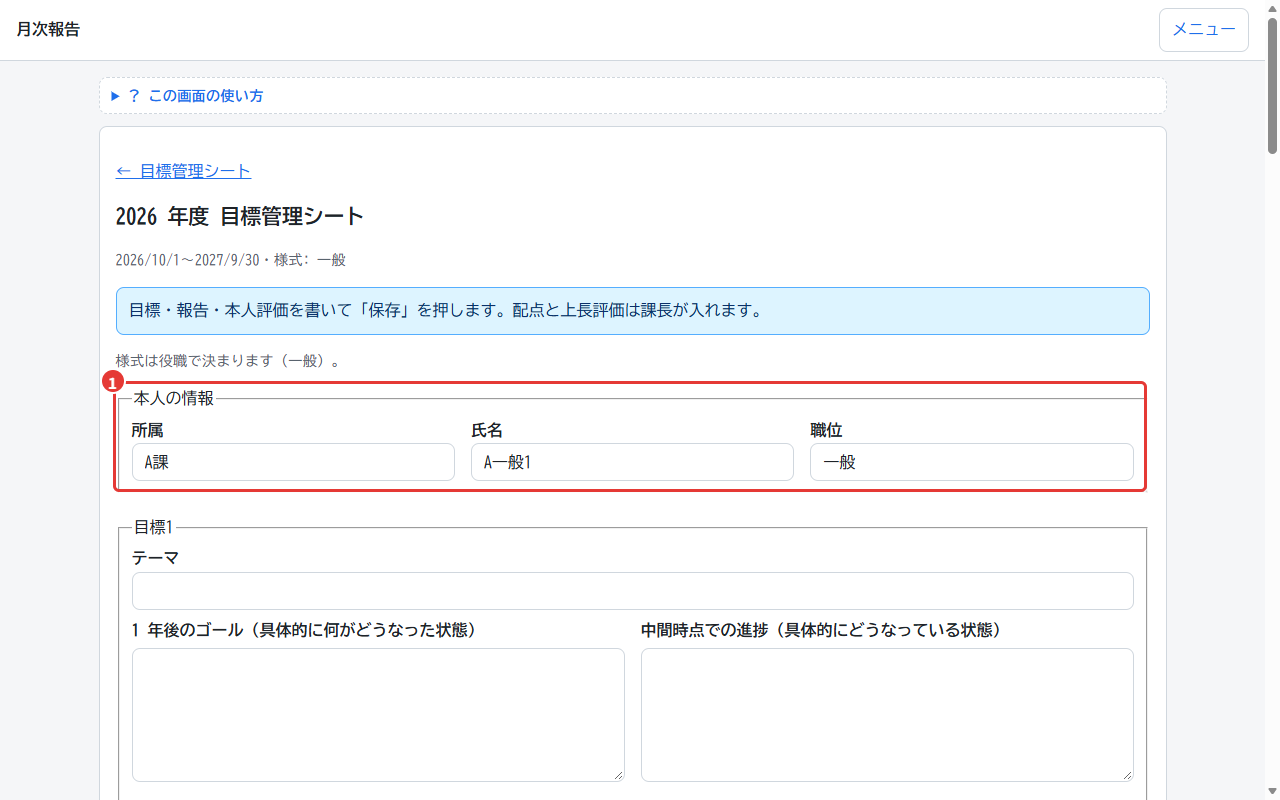 月次報告
メニュー
▶ ? この画面の使い方
← 目標管理シート
2026 年度 目標管理シート
2026/10/1～2027/9/30・様式: 一般
目標・報告・本人評価を書いて「保存」を押します。配点と上長評価は課長が入れます。
様式は役職で決まります（一般）。
1
本人の情報
所属 氏名 職位
A課 A一般1 一般
目標1
テーマ
1 年後のゴール（具体的に何がどうなった状態） 中間時点での進捗（具体的にどうなっている状態）